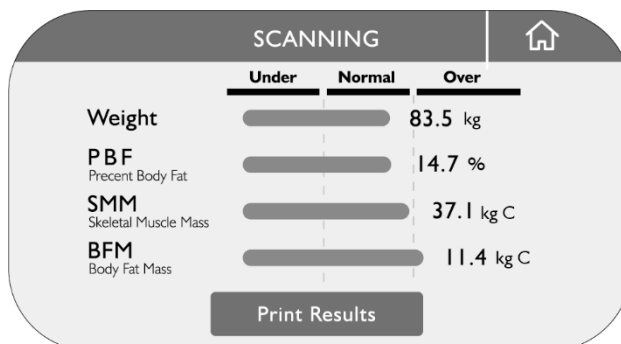 SCANNING
Under Normal Over
Weight 83.5 kg
PBF 14.7 %
Precent Body Fat
SMM 37.1 kg C
Skeletal Muscle Mass
BFM 11.4 kg C
Body Fat Mass
Print Results